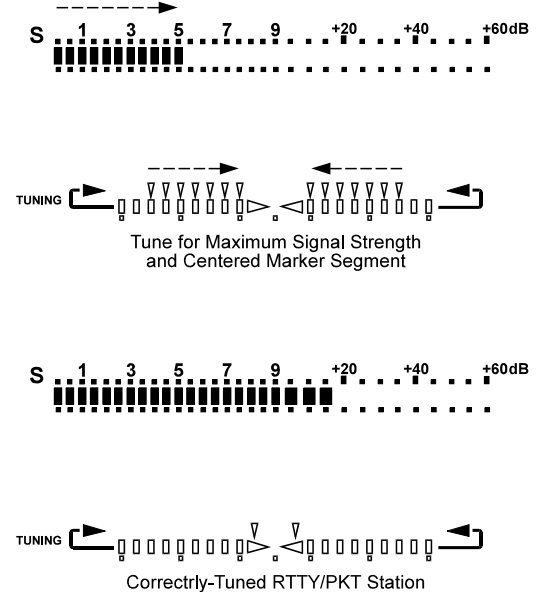 S 1 3 5 7 9 +20 +40 +60dB
TUNING
Tune for Maximum Signal Strength
and Centered Marker Segment
S 1 3 5 7 9 +20 +40 +60dB
TUNING
Correctrly-Tuned RTTY/PKT Station